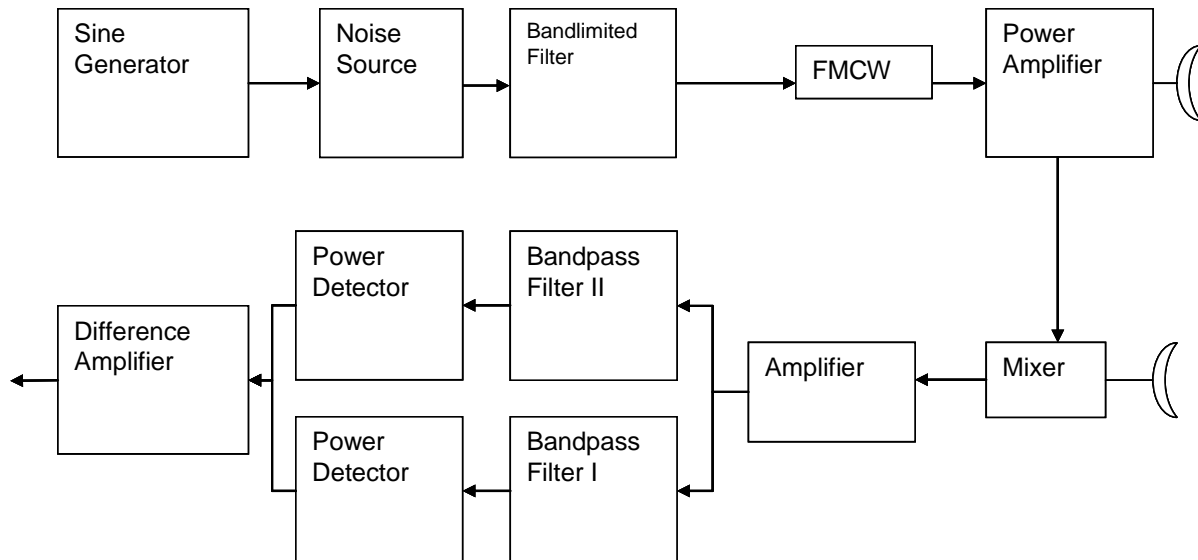 Sine
Generator
Noise
Source
Bandlimited
Filter
FMCW
Power
Amplifier
Power
Detector
Bandpass
Filter II
Difference
Amplifier
Amplifier
Mixer
Power
Detector
Bandpass
Filter I